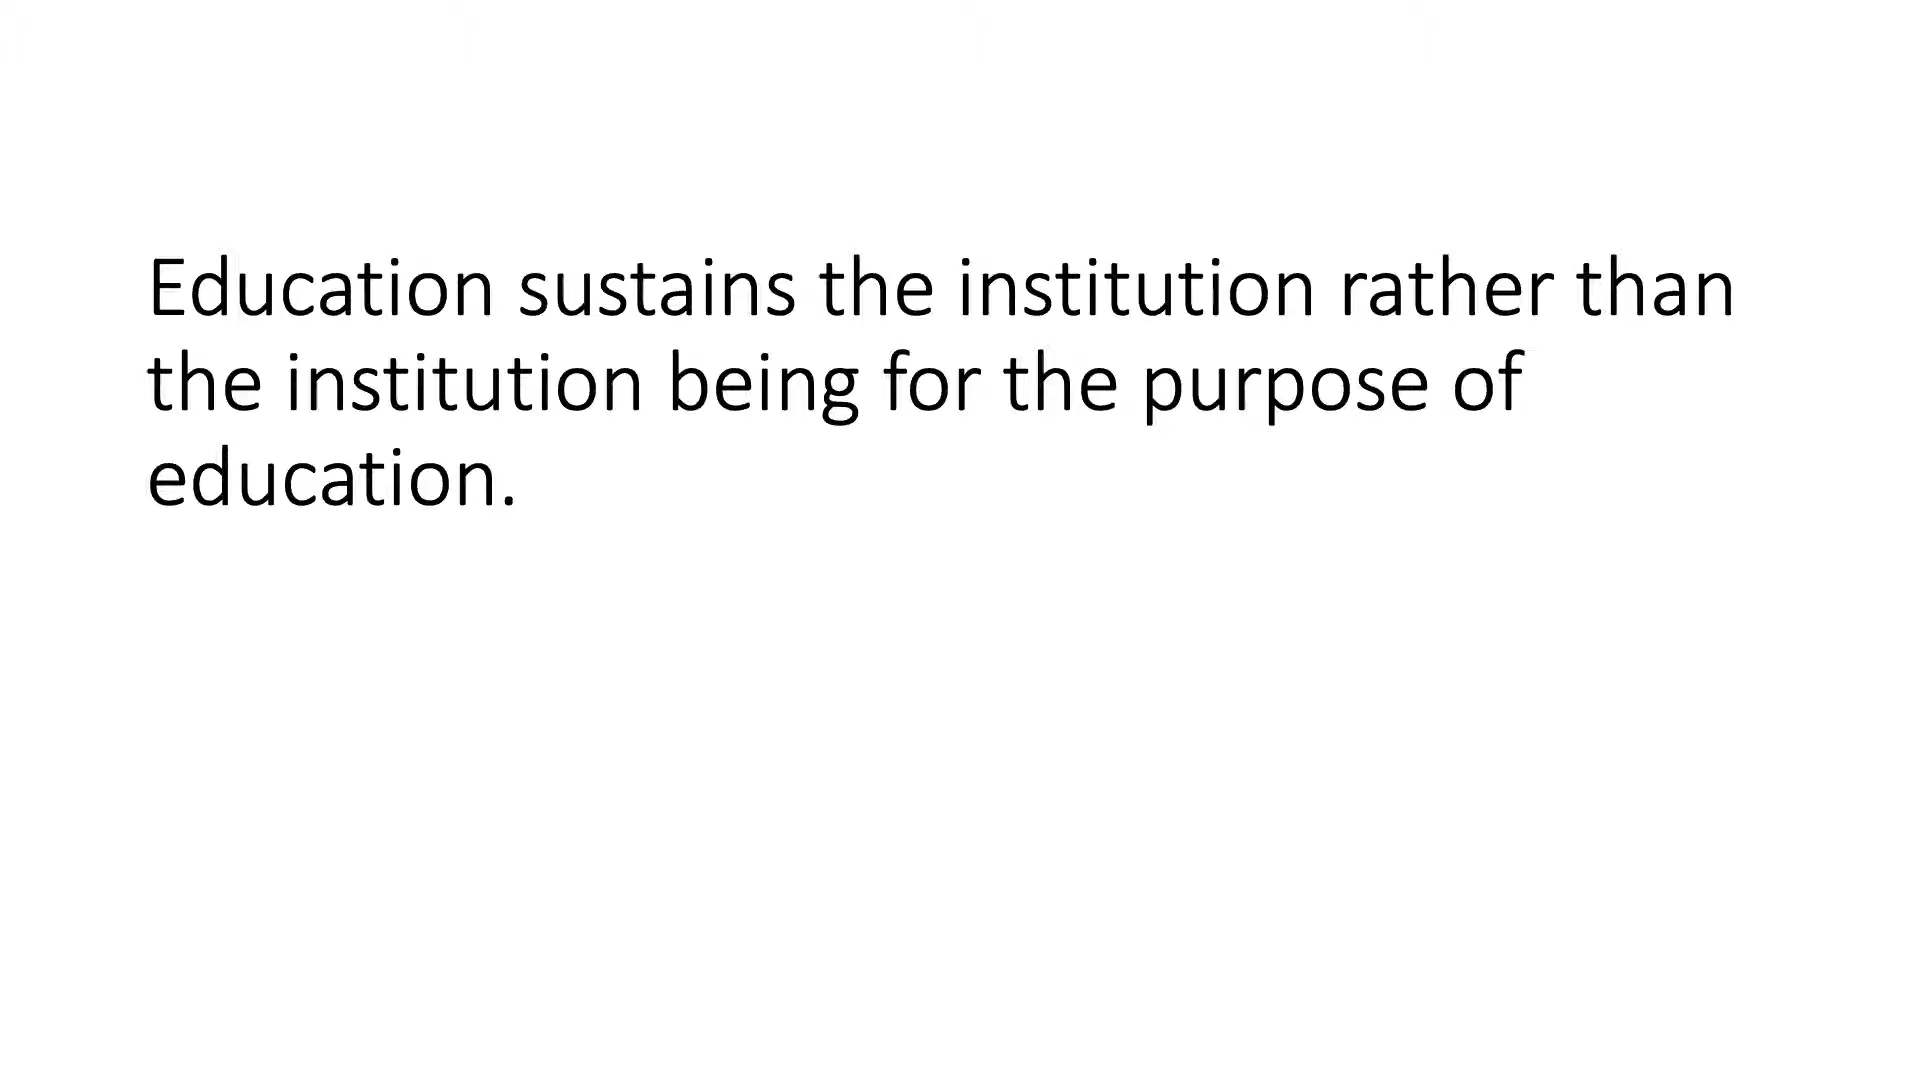 Education sustains the institution rather than
the institution being for the purpose of
education.